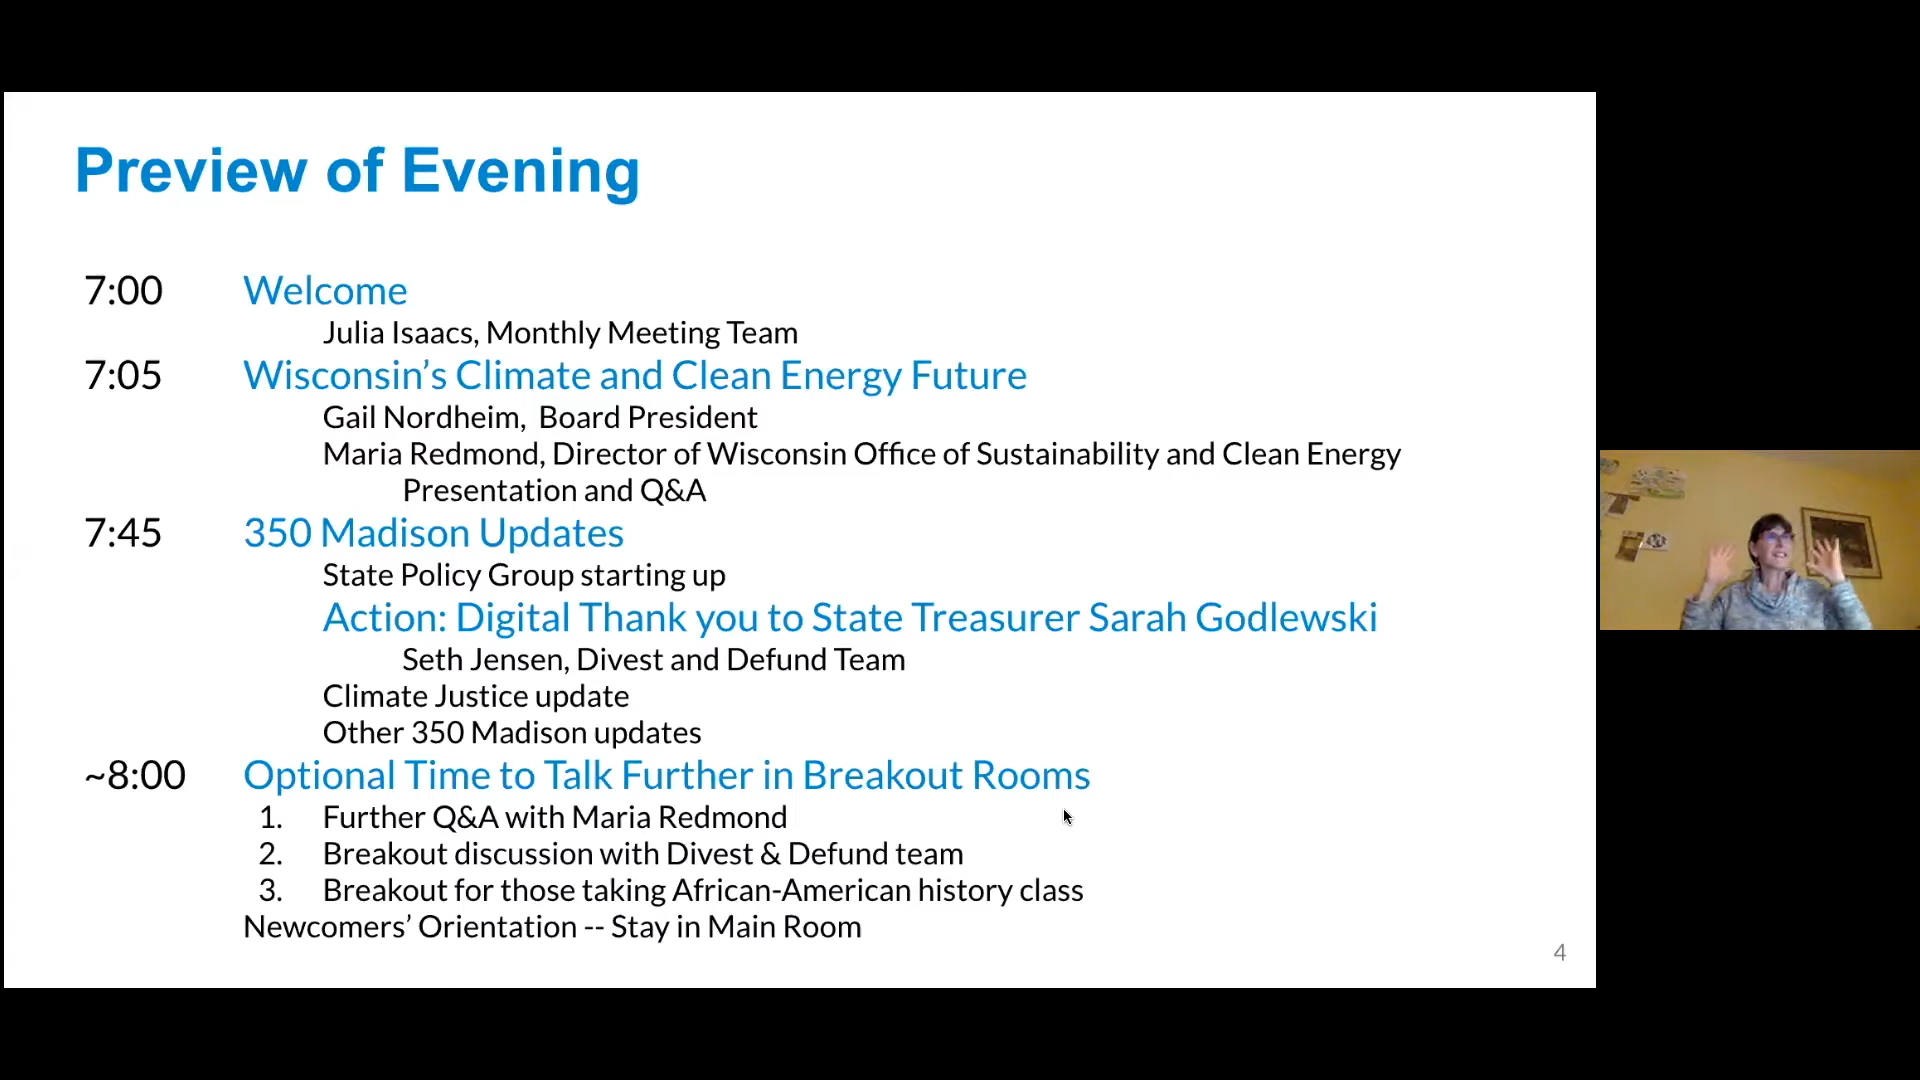 Preview of Evening
7:00 Welcome
Julia Isaacs, Monthly Meeting Team
7:05 Wisconsin’s Climate and Clean Energy Future
Gail Nordheim, Board President
Maria Redmond, Director of Wisconsin Office of Sustainability and Clean Energy
Presentation and Q&A
7:45 350 Madison Updates
State Policy Group starting up
Action: Digital Thank you to State Treasurer Sarah Godlewski
Seth Jensen, Divest and Defund Team
Climate Justice update
Other 350 Madison updates
~8:00 Optional Time to Talk Further in Breakout Rooms
1. Further Q&A with Maria Redmond
2. Breakout discussion with Divest & Defund team
3. Breakout for those taking African-American history class
Newcomers’ Orientation -- Stay in Main Room
4